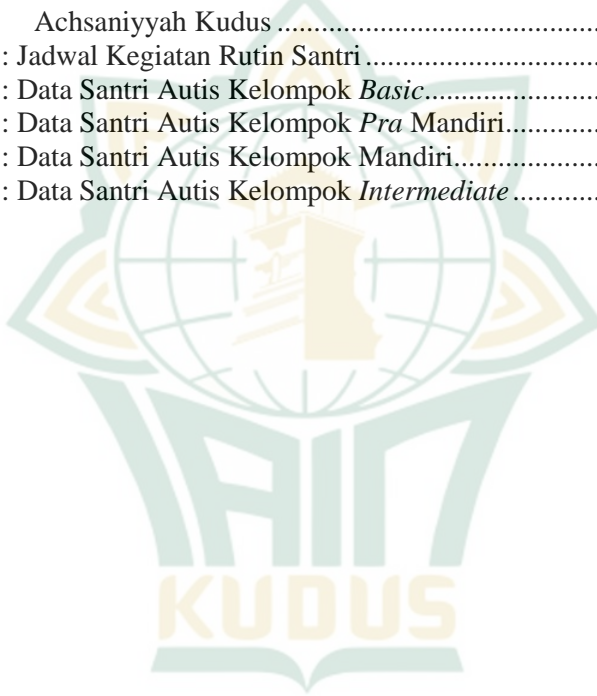 Achsaniyyah Kudus ..............................................
: Jadwal Kegiatan Rutin Santri ..................................
: Data Santri Autis Kelompok Basic..........................
: Data Santri Autis Kelompok Pra Mandiri..............
: Data Santri Autis Kelompok Mandiri......................
: Data Santri Autis Kelompok Intermediate ............
IAIN
KUDUS